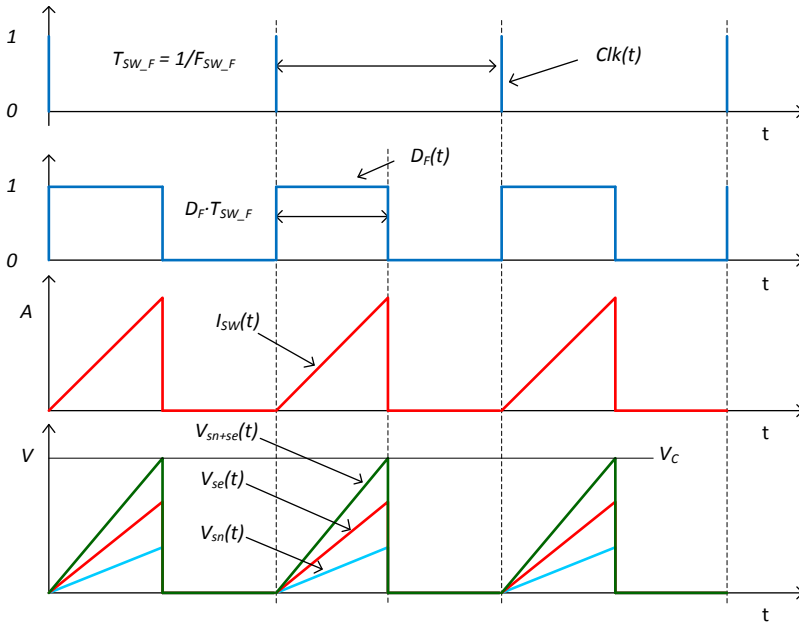 1
T_SW_F = 1/F_SW_F
Clk(t)
0
t
D_F(t)
1
D_F·T_SW_F
0
t
A
I_SW(t)
t
V_sn+se(t)
V
V_C
V_se(t)
V_sn(t)
t